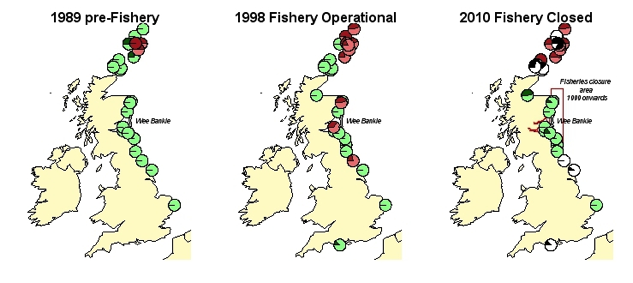 1989 pre-Fishery
1998 Fishery Operational
2010 Fishery Closed
Wee Bankie
Wee Bankie
Fisheries closure
area
1999 onwards
Wee Bankie